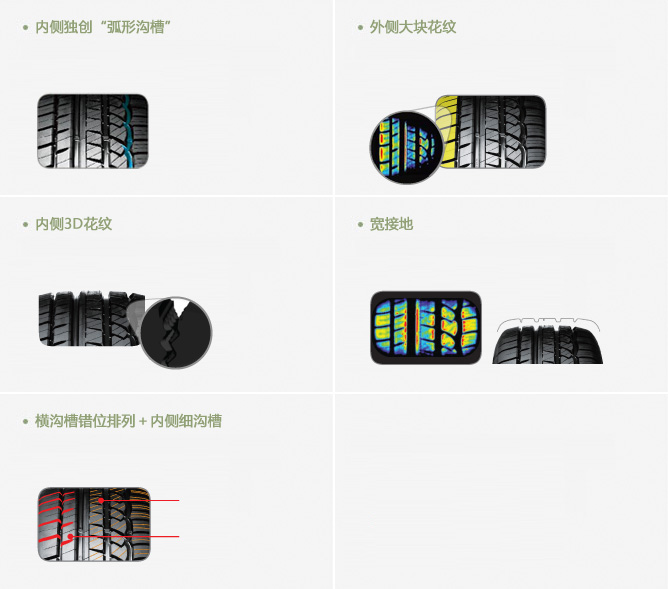 • 内侧独创“弧形沟槽”
• 外侧大块花纹
• 内侧3D花纹
• 宽接地
• 横沟槽错位排列 + 内侧细沟槽